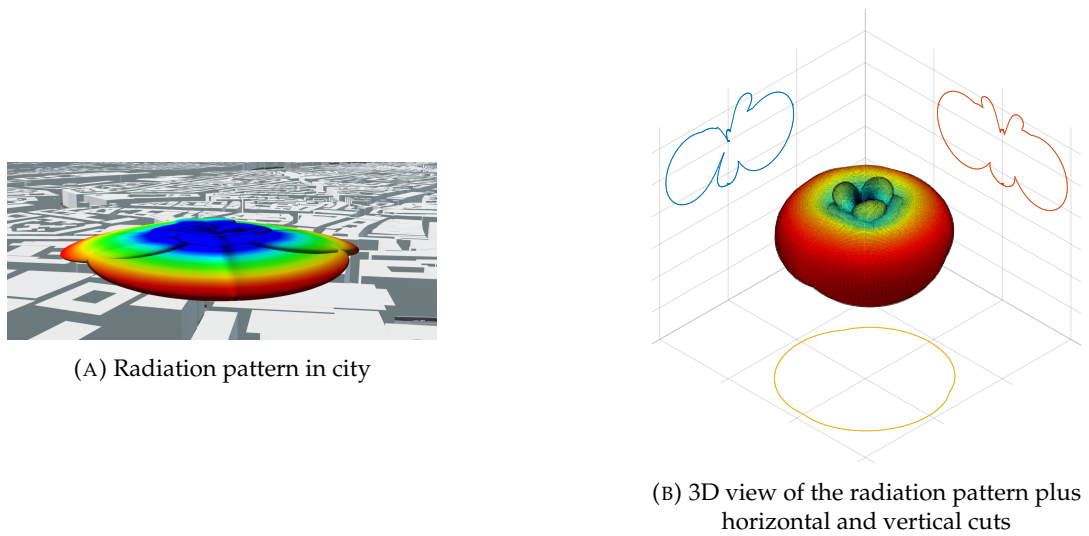 (A) Radiation pattern in city
(B) 3D view of the radiation pattern plus
horizontal and vertical cuts